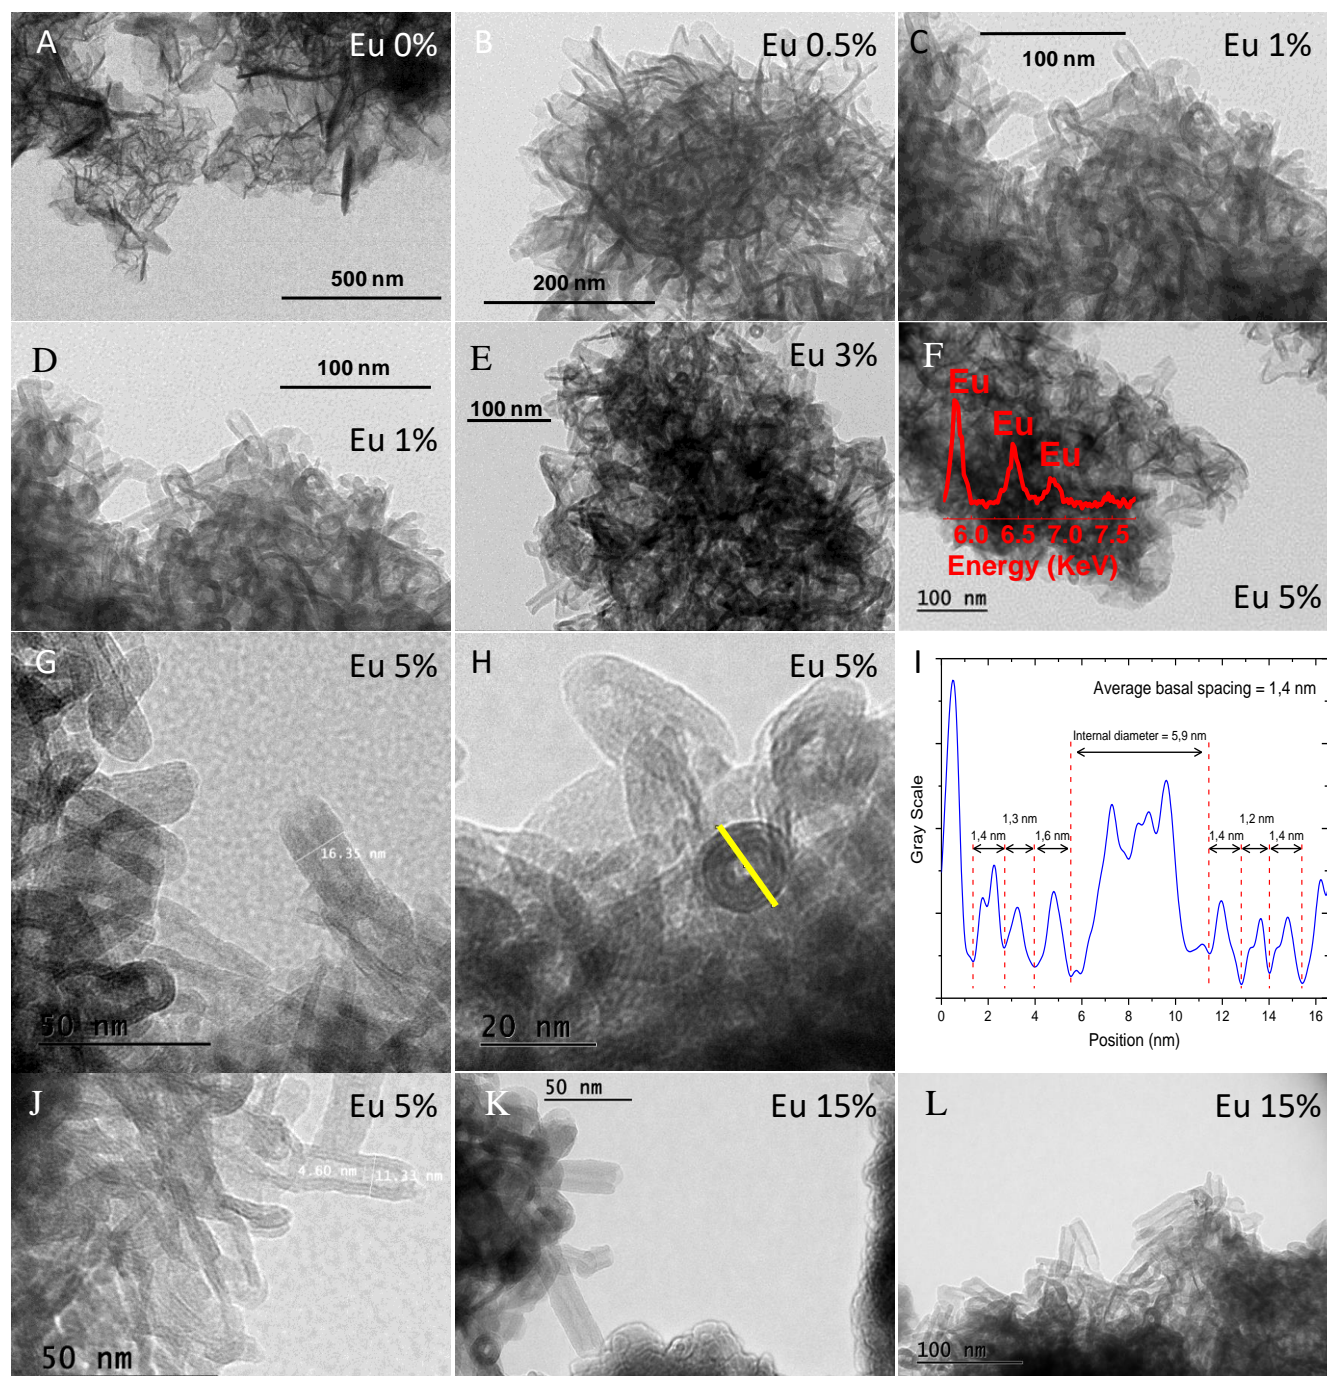 A
Eu 0%
500 nm
B
Eu 0.5%
200 nm
C
Eu 1%
100 nm
D
100 nm
Eu 1%
E
Eu 3%
100 nm
F
Eu
Eu
Eu
6.0 6.5 7.0 7.5
Energy (KeV)
100 nm
Eu 5%
G
Eu 5%
16.35 nm
50 nm
H
Eu 5%
20 nm
I
Average basal spacing = 1,4 nm
Internal diameter = 5,9 nm
1,3 nm
1,2 nm
1,4 nm
1,6 nm
1,4 nm
1,4 nm
Gray Scale
0 2 4 6 8 10 12 14 16
Position (nm)
J
Eu 5%
4.60 nm
11.33 nm
50 nm
K
50 nm
Eu 15%
L
Eu 15%
100 nm